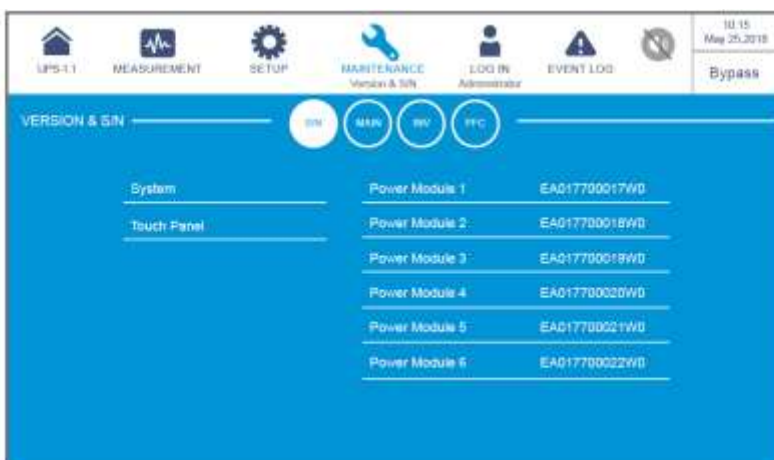 10:15
May 25,2018
UPS-1.1
MEASUREMENT
SETUP
MAINTENANCE
Version & S/N
LOG IN
Administrator
EVENT LOG
Bypass
VERSION & S/N
S/N
MAIN
INV
PFC
System
Touch Panel
Power Module 1 EA017700017W0
Power Module 2 EA017700018W0
Power Module 3 EA017700019W0
Power Module 4 EA017700020W0
Power Module 5 EA017700021W0
Power Module 6 EA017700022W0